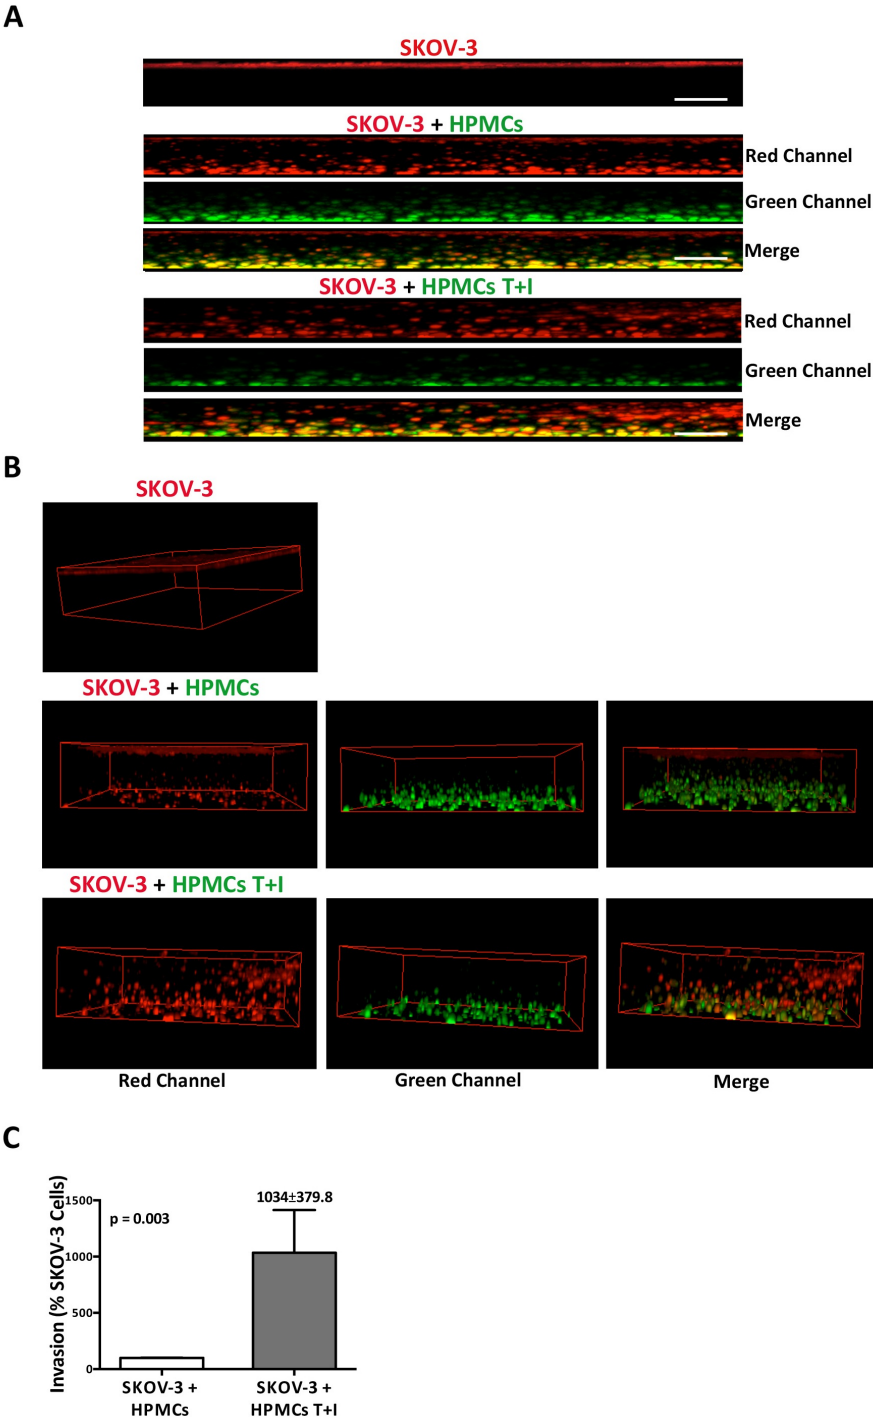 A
SKOV-3
SKOV-3 + HPMCs
Red Channel
Green Channel
Merge
SKOV-3 + HPMCs T+I
Red Channel
Green Channel
Merge
B
SKOV-3
SKOV-3 + HPMCs
SKOV-3 + HPMCs T+I
Red Channel
Green Channel
Merge
C
Invasion (% SKOV-3 Cells)
1500
1000
500
0
p = 0.003
1034±379.8
SKOV-3 +
HPMCs
SKOV-3 +
HPMCs T+I